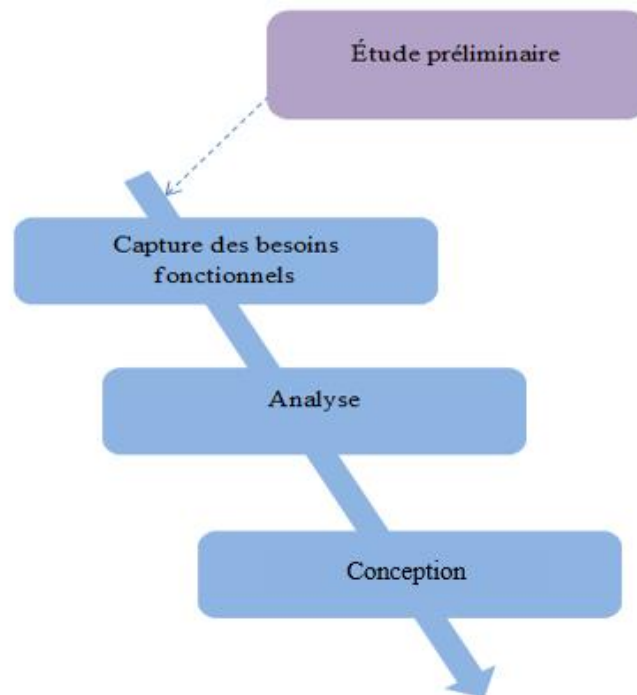 Étude préliminaire
Capture des besoins
fonctionnels
Analyse
Conception